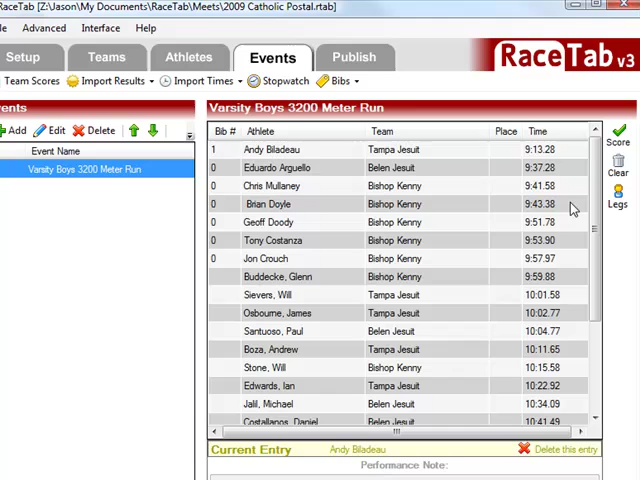 RaceTab [Z:\Jason\My Documents\RaceTab\Meets\2009 Catholic Postal.rtab]
le Advanced Interface Help
Setup Teams Athletes Events Publish
RaceTab v3
Team Scores Import Results Import Times Stopwatch Bibs
ents
Varsity Boys 3200 Meter Run
Add Edit Delete
Bib # Athlete Team Place Time
Score
Event Name
1 Andy Biladeau Tampa Jesuit 9:13.28
Varsity Boys 3200 Meter Run
0 Eduardo Arguello Belen Jesuit 9:37.28
Clear
0 Chris Mullaney Bishop Kenny 9:41.58
0 Brian Doyle Bishop Kenny 9:43.38
Legs
0 Geoff Doody Bishop Kenny 9:51.78
0 Tony Costanza Bishop Kenny 9:53.90
0 Jon Crouch Bishop Kenny 9:57.97
Buddecke, Glenn Bishop Kenny 9:59.88
Sievers, Will Tampa Jesuit 10:01.58
Osbourne, James Tampa Jesuit 10:02.77
Santuoso, Paul Belen Jesuit 10:04.77
Boza, Andrew Tampa Jesuit 10:11.65
Stone, Will Bishop Kenny 10:15.58
Edwards, Ian Tampa Jesuit 10:22.92
Jalil, Michael Belen Jesuit 10:34.09
Costallanos, Daniel Belen Jesuit 10:41.49
Current Entry Andy Biladeau Delete this entry
Performance Note: